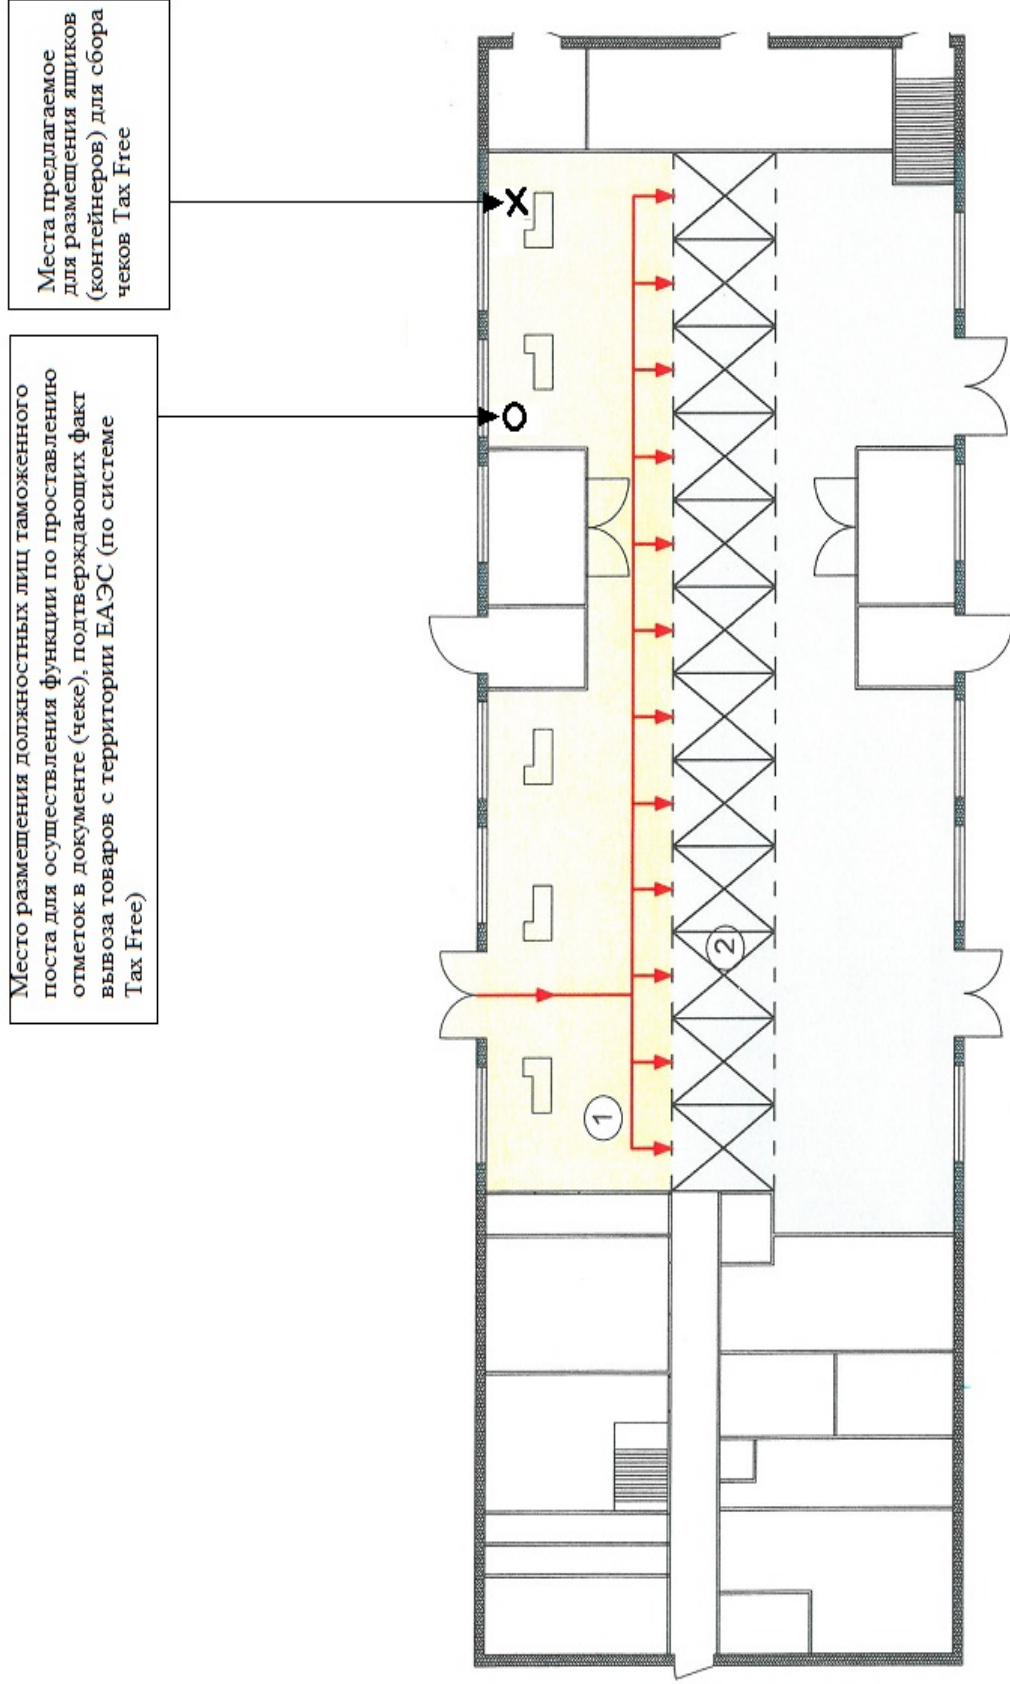 Места предлагаемое
для размещения ящиков
(контейнеров) для сбора
чеков Tax Free
Место размещения должностных лиц таможенного
поста для осуществления функции по проставлению
отметок в документе (чеке), подтверждающих факт
вывоза товаров с территории ЕАЭС (по системе
Tax Free)
X
O
1
2